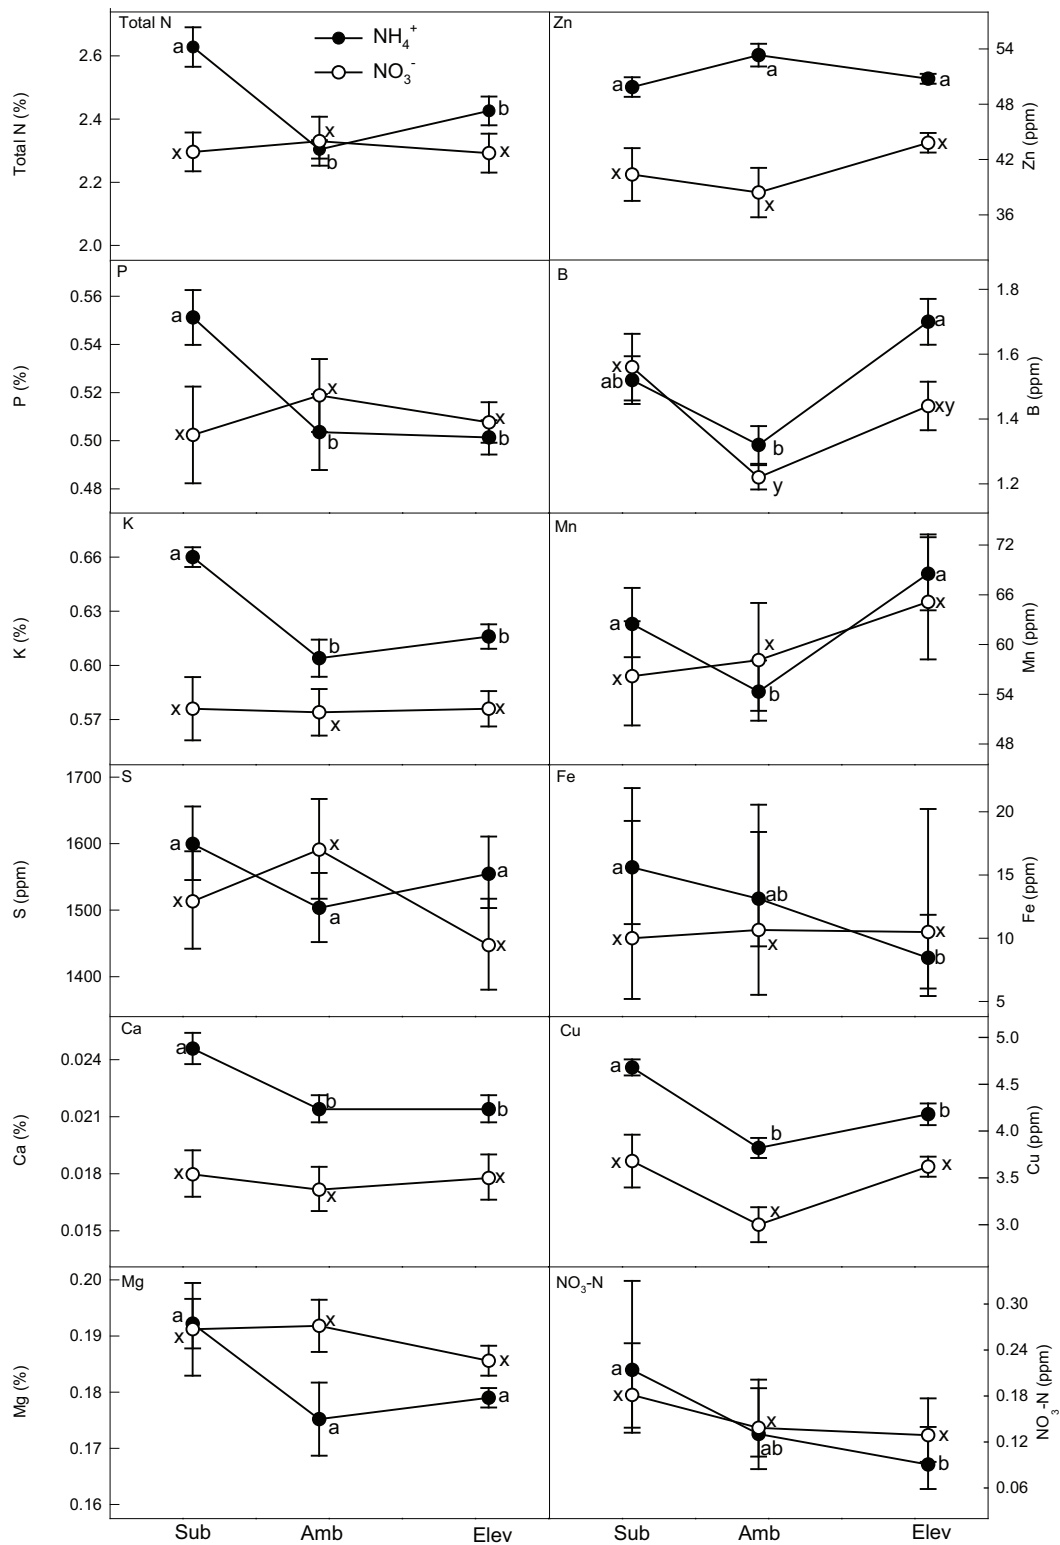 Total N
NH₄⁺
NO₃⁻
Total N (%)
2.6
2.4
2.2
2.0
a
b
b
x
x
x
Zn
Zn (ppm)
54
48
42
36
a
a
a
x
x
x
P
P (%)
0.56
0.54
0.52
0.50
0.48
a
b
b
x
x
x
B
B (ppm)
1.8
1.6
1.4
1.2
x
ab
b
y
a
xy
K
K (%)
0.66
0.63
0.60
0.57
a
b
b
x
x
x
Mn
Mn (ppm)
72
66
60
54
48
a
x
x
b
a
x
S
S (ppm)
1700
1600
1500
1400
a
x
x
a
a
x
Fe
Fe (ppm)
20
15
10
5
a
x
ab
x
x
b
Ca
Ca (%)
0.024
0.021
0.018
0.015
a
b
b
x
x
x
Cu
Cu (ppm)
5.0
4.5
4.0
3.5
3.0
a
b
b
x
x
x
Mg
Mg (%)
0.20
0.19
0.18
0.17
0.16
a
x
x
a
x
a
NO₃-N
NO₃-N (ppm)
0.30
0.24
0.18
0.12
0.06
a
x
x
ab
x
b
Sub Amb Elev
Sub Amb Elev